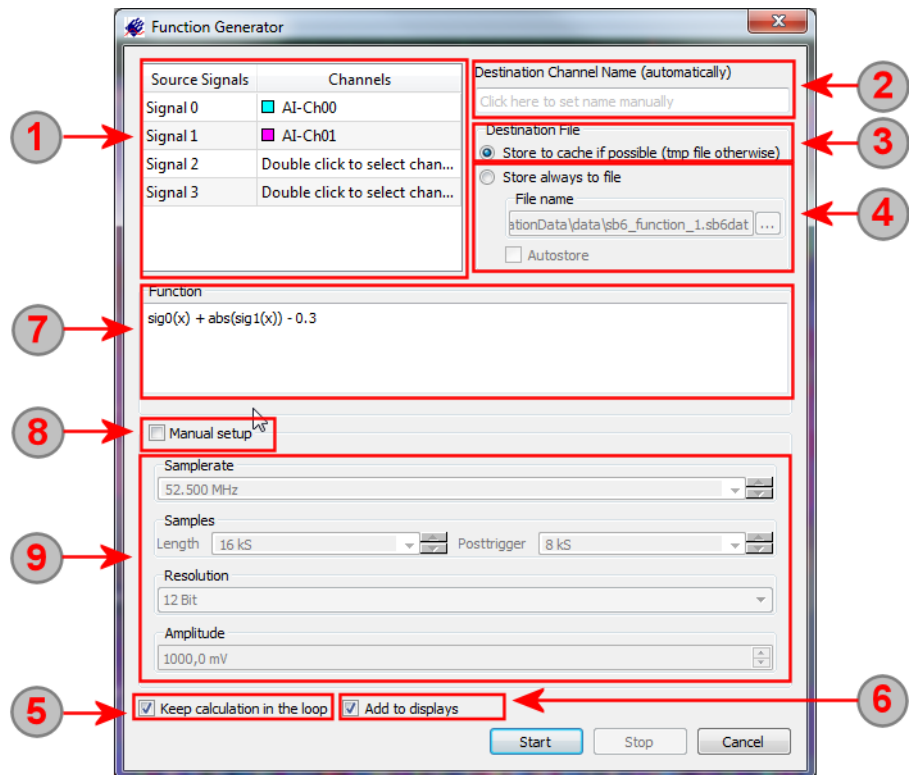 Function Generator
Source Signals Channels
Signal 0 AI-Ch00
Signal 1 AI-Ch01
Signal 2 Double click to select chan...
Signal 3 Double click to select chan...
Destination Channel Name (automatically)
Click here to set name manually
Destination File
Store to cache if possible (tmp file otherwise)
Store always to file
File name
ationData\data\sb6_function_1.sb6dat ...
Autostore
1
2
3
4
Function
sig0(x) + abs(sig1(x)) - 0.3
7
8
Manual setup
Samplerate
52.500 MHz
Samples
Length 16 kS Posttrigger 8 kS
9
Resolution
12 Bit
Amplitude
1000,0 mV
5
Keep calculation in the loop Add to displays
6
Start Stop Cancel